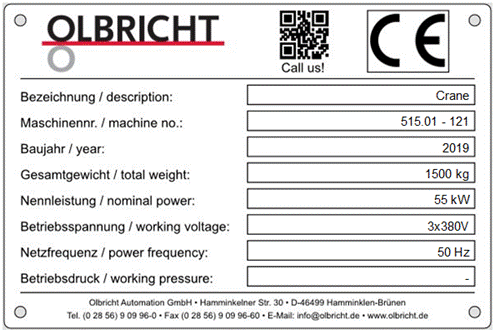 OLBRICHT
Call us!
CE
Bezeichnung / description: Crane
Maschinennr. / machine no.: 515.01 - 121
Baujahr / year: 2019
Gesamtgewicht / total weight: 1500 kg
Nennleistung / nominal power: 55 kW
Betriebsspannung / working voltage: 3x380V
Netzfrequenz / power frequency: 50 Hz
Betriebsdruck / working pressure: -
Olbricht Automation GmbH • Hamminkelner Str. 30 • D-46499 Hamminklen-Brünen
Tel. (0 28 56) 9 09 96-0 • Fax (0 28 56) 9 09 96-60 • E-Mail: info@olbricht.de • www.olbricht.de